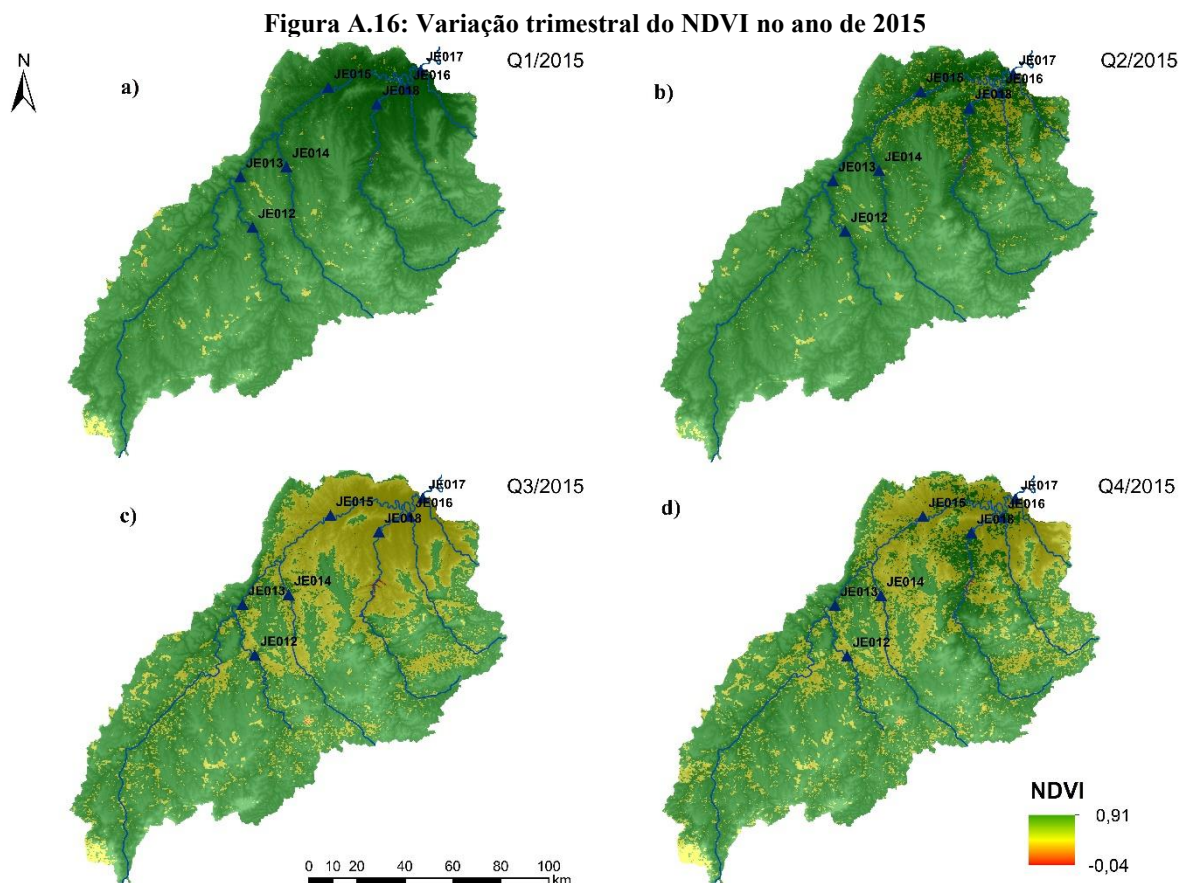 Figura A.16: Variação trimestral do NDVI no ano de 2015
N
a)
Q1/2015
JE017
JE016
JE015
JE018
JE014
JE013
JE012
b)
Q2/2015
JE017
JE016
JE015
JE018
JE014
JE013
JE012
c)
Q3/2015
JE017
JE016
JE015
JE018
JE014
JE013
JE012
d)
Q4/2015
JE017
JE016
JE015
JE018
JE014
JE013
JE012
0 10 20 40 60 80 100
km
NDVI
0,91
-0,04